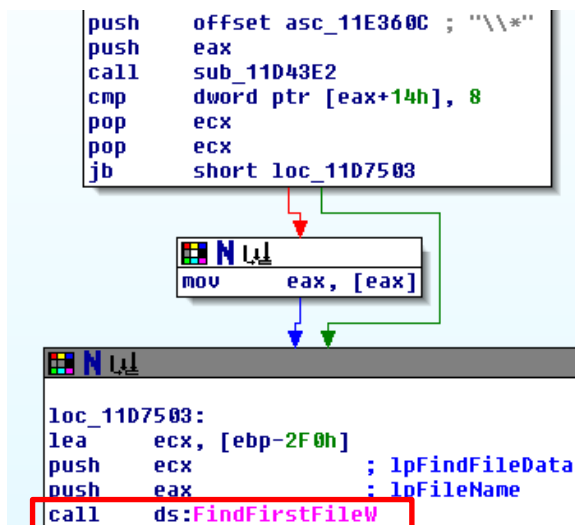 push offset asc_11E360C ; "\\*"
push eax
call sub_11D43E2
cmp dword ptr [eax+14h], 8
pop ecx
pop ecx
jb short loc_11D7503
N
mov eax, [eax]
N
loc_11D7503:
lea ecx, [ebp-2F0h]
push ecx ; lpFindFileData
push eax ; lpFileName
call ds:FindFirstFileW